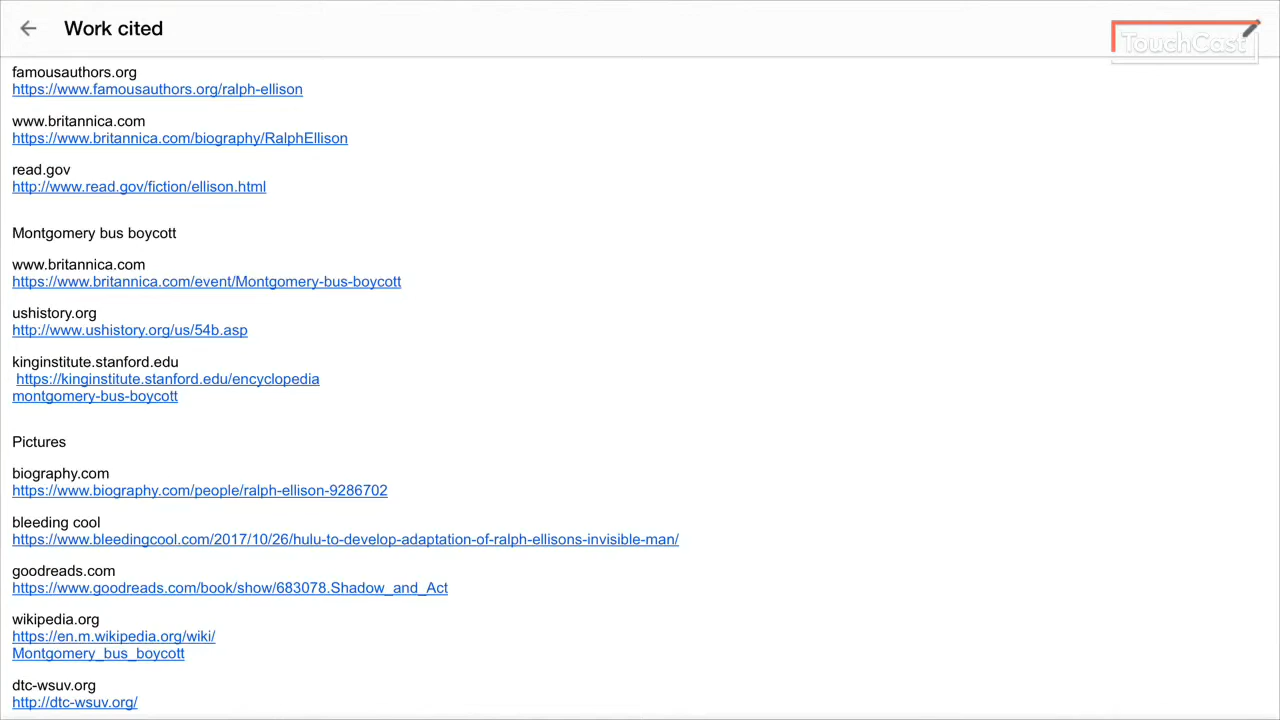 Work cited
TouchCast
famousauthors.org
https://www.famousauthors.org/ralph-ellison
www.britannica.com
https://www.britannica.com/biography/RalphEllison
read.gov
http://www.read.gov/fiction/ellison.html
Montgomery bus boycott
www.britannica.com
https://www.britannica.com/event/Montgomery-bus-boycott
ushistory.org
http://www.ushistory.org/us/54b.asp
kinginstitute.stanford.edu
https://kinginstitute.stanford.edu/encyclopedia
montgomery-bus-boycott
Pictures
biography.com
https://www.biography.com/people/ralph-ellison-9286702
bleeding cool
https://www.bleedingcool.com/2017/10/26/hulu-to-develop-adaptation-of-ralph-ellisons-invisible-man/
goodreads.com
https://www.goodreads.com/book/show/683078.Shadow_and_Act
wikipedia.org
https://en.m.wikipedia.org/wiki/
Montgomery_bus_boycott
dtc-wsuv.org
http://dtc-wsuv.org/